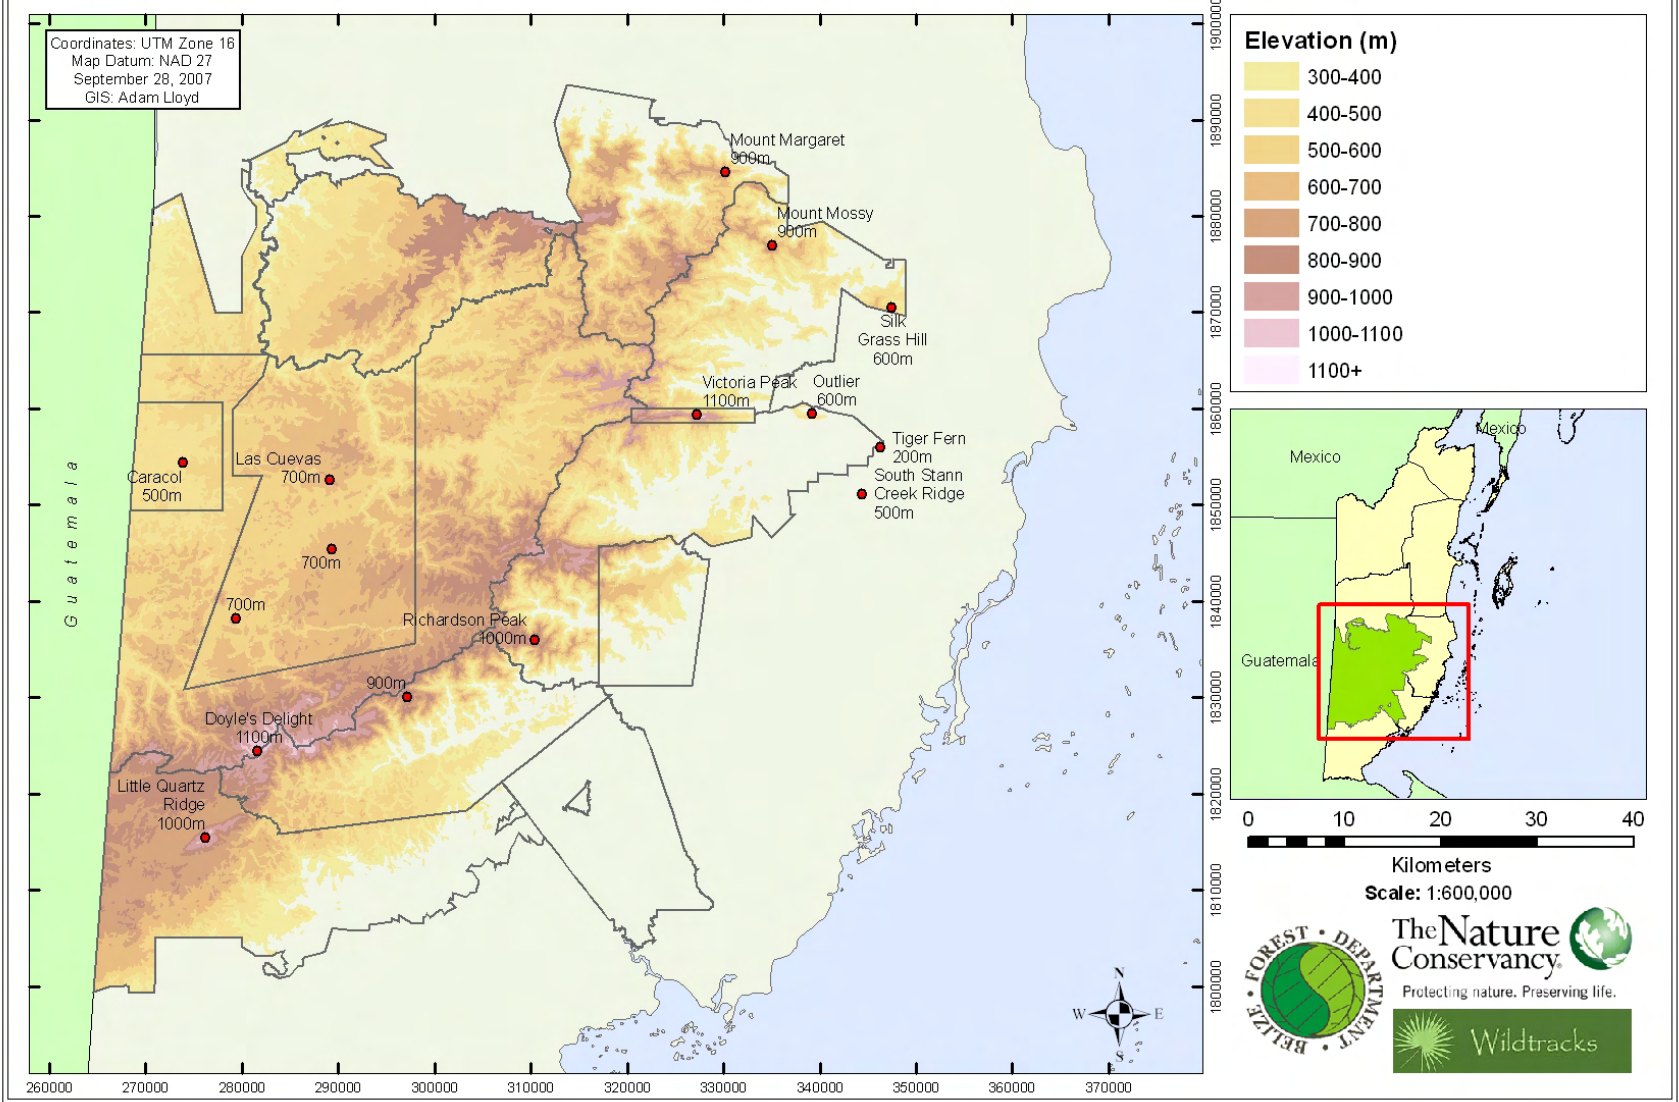 Coordinates: UTM Zone 16
Map Datum: NAD 27
September 28, 2007
GIS: Adam Lloyd
Mount Margaret
900m
Mount Mossy
900m
Silk
Grass Hill
600m
Victoria Peak
1100m
Outlier
600m
Tiger Fern
200m
South Stann
Creek Ridge
500m
Caracol
500m
Las Cuevas
700m
700m
700m
Richardson Peak
1000m
900m
Doyle's Delight
1100m
Little Quartz
Ridge
1000m
Guatemala
N
W
E
S
260000
270000
280000
290000
300000
310000
320000
330000
340000
350000
360000
370000
1900000
1890000
1880000
1870000
1860000
1850000
1840000
1830000
1820000
1810000
1800000
Elevation (m)
300-400
400-500
500-600
600-700
700-800
800-900
900-1000
1000-1100
1100+
Mexico
Mexico
Guatemala
0 10 20 30 40
Kilometers
Scale: 1:600,000
BELIZE • FOREST • DEPARTMENT •
The Nature
Conservancy
Protecting nature. Preserving life.
Wildtracks